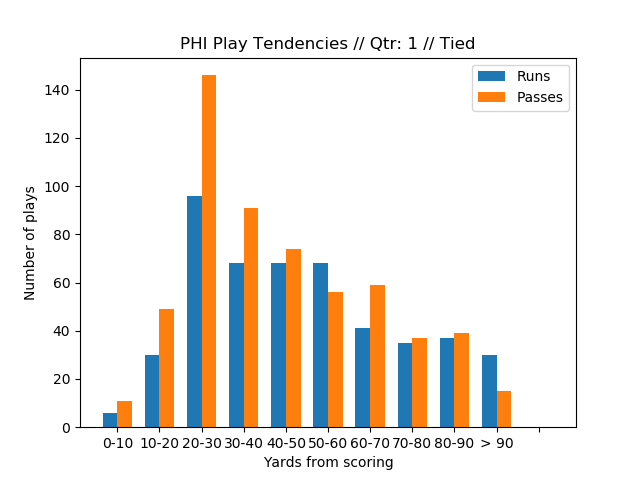 PHI Play Tendencies // Qtr: 1 // Tied
Runs
Passes
Number of plays
140
120
100
80
60
40
20
0
0-10 10-20 20-30 30-40 40-50 50-60 60-70 70-80 80-90 > 90
Yards from scoring